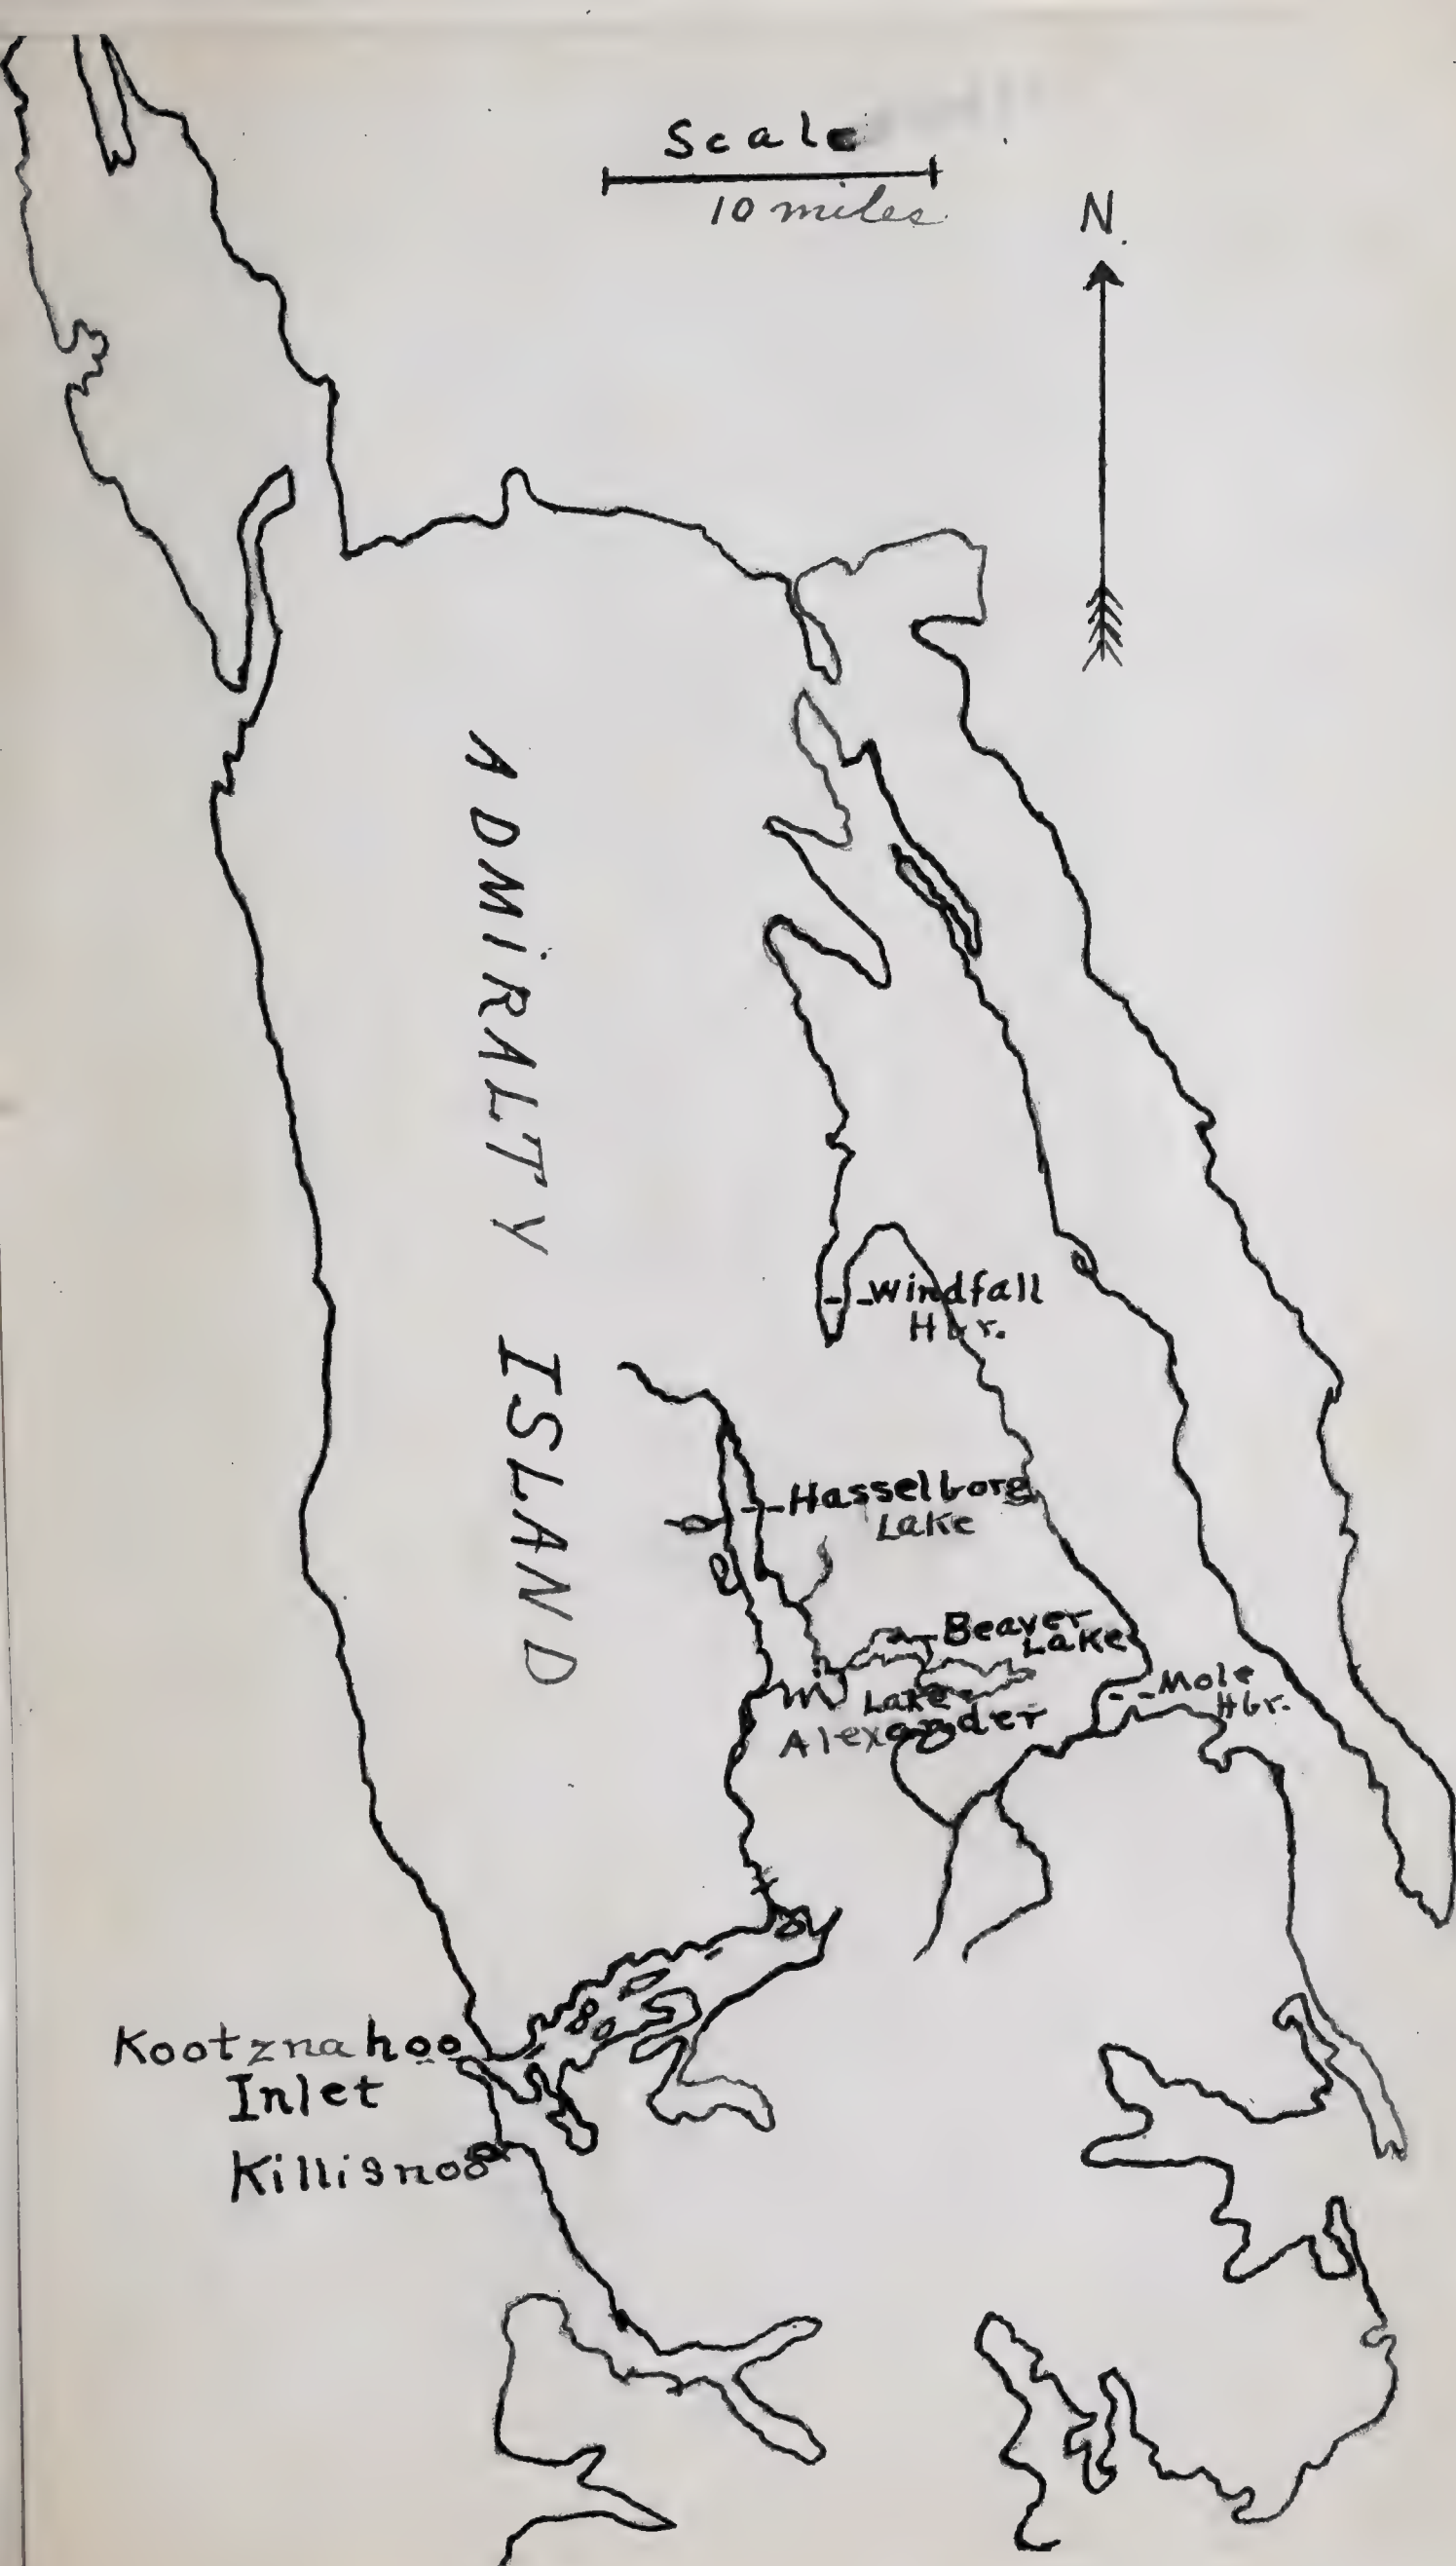 Scale
10 miles
N.
ADMiRALTY ISLAND
Windfall
Hbr.
Hasselborg
Lake
Beaver
Lake
Lake
Alexander
Mole
Hbr.
Kootznahoo
Inlet
Killisnoo